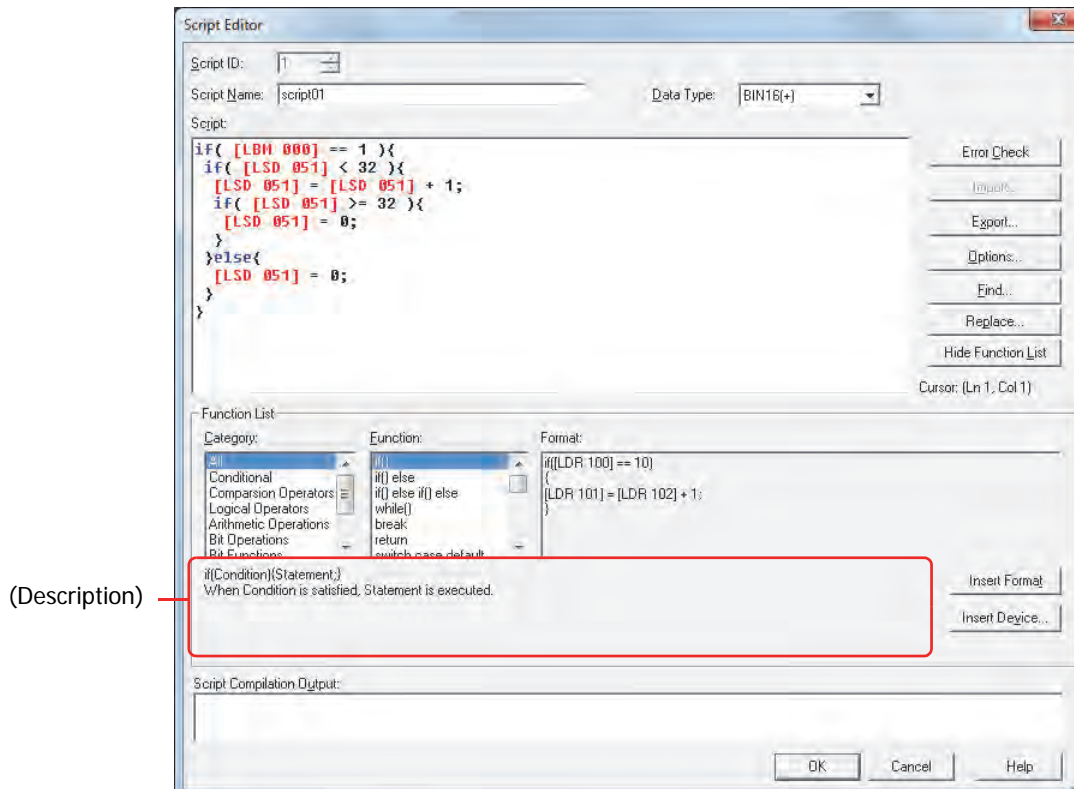 Script Editor
Script ID: 1
Script Name: script01 Data Type: BIN16(+)
Script:
if( [LBM 000] == 1 ){
if( [LSD 051] < 32 ){
[LSD 051] = [LSD 051] + 1;
if( [LSD 051] >= 32 ){
[LSD 051] = 0;
}
}else{
[LSD 051] = 0;
}
}
Error Check
Import...
Export...
Options...
Find...
Replace...
Hide Function List
Cursor: (Ln 1, Col 1)
Function List
Category:
All
Conditional
Comparsion Operators
Logical Operators
Arithmetic Operations
Bit Operations
Bit Functions
Function:
if()
if() else
if() else if() else
while()
break
return
switch case default
Format:
if([LDR 100] == 10)
{
[LDR 101] = [LDR 102] + 1;
}
(Description)
if(Condition){Statement;}
When Condition is satisfied, Statement is executed.
Insert Format
Insert Device...
Script Compilation Output:
OK Cancel Help